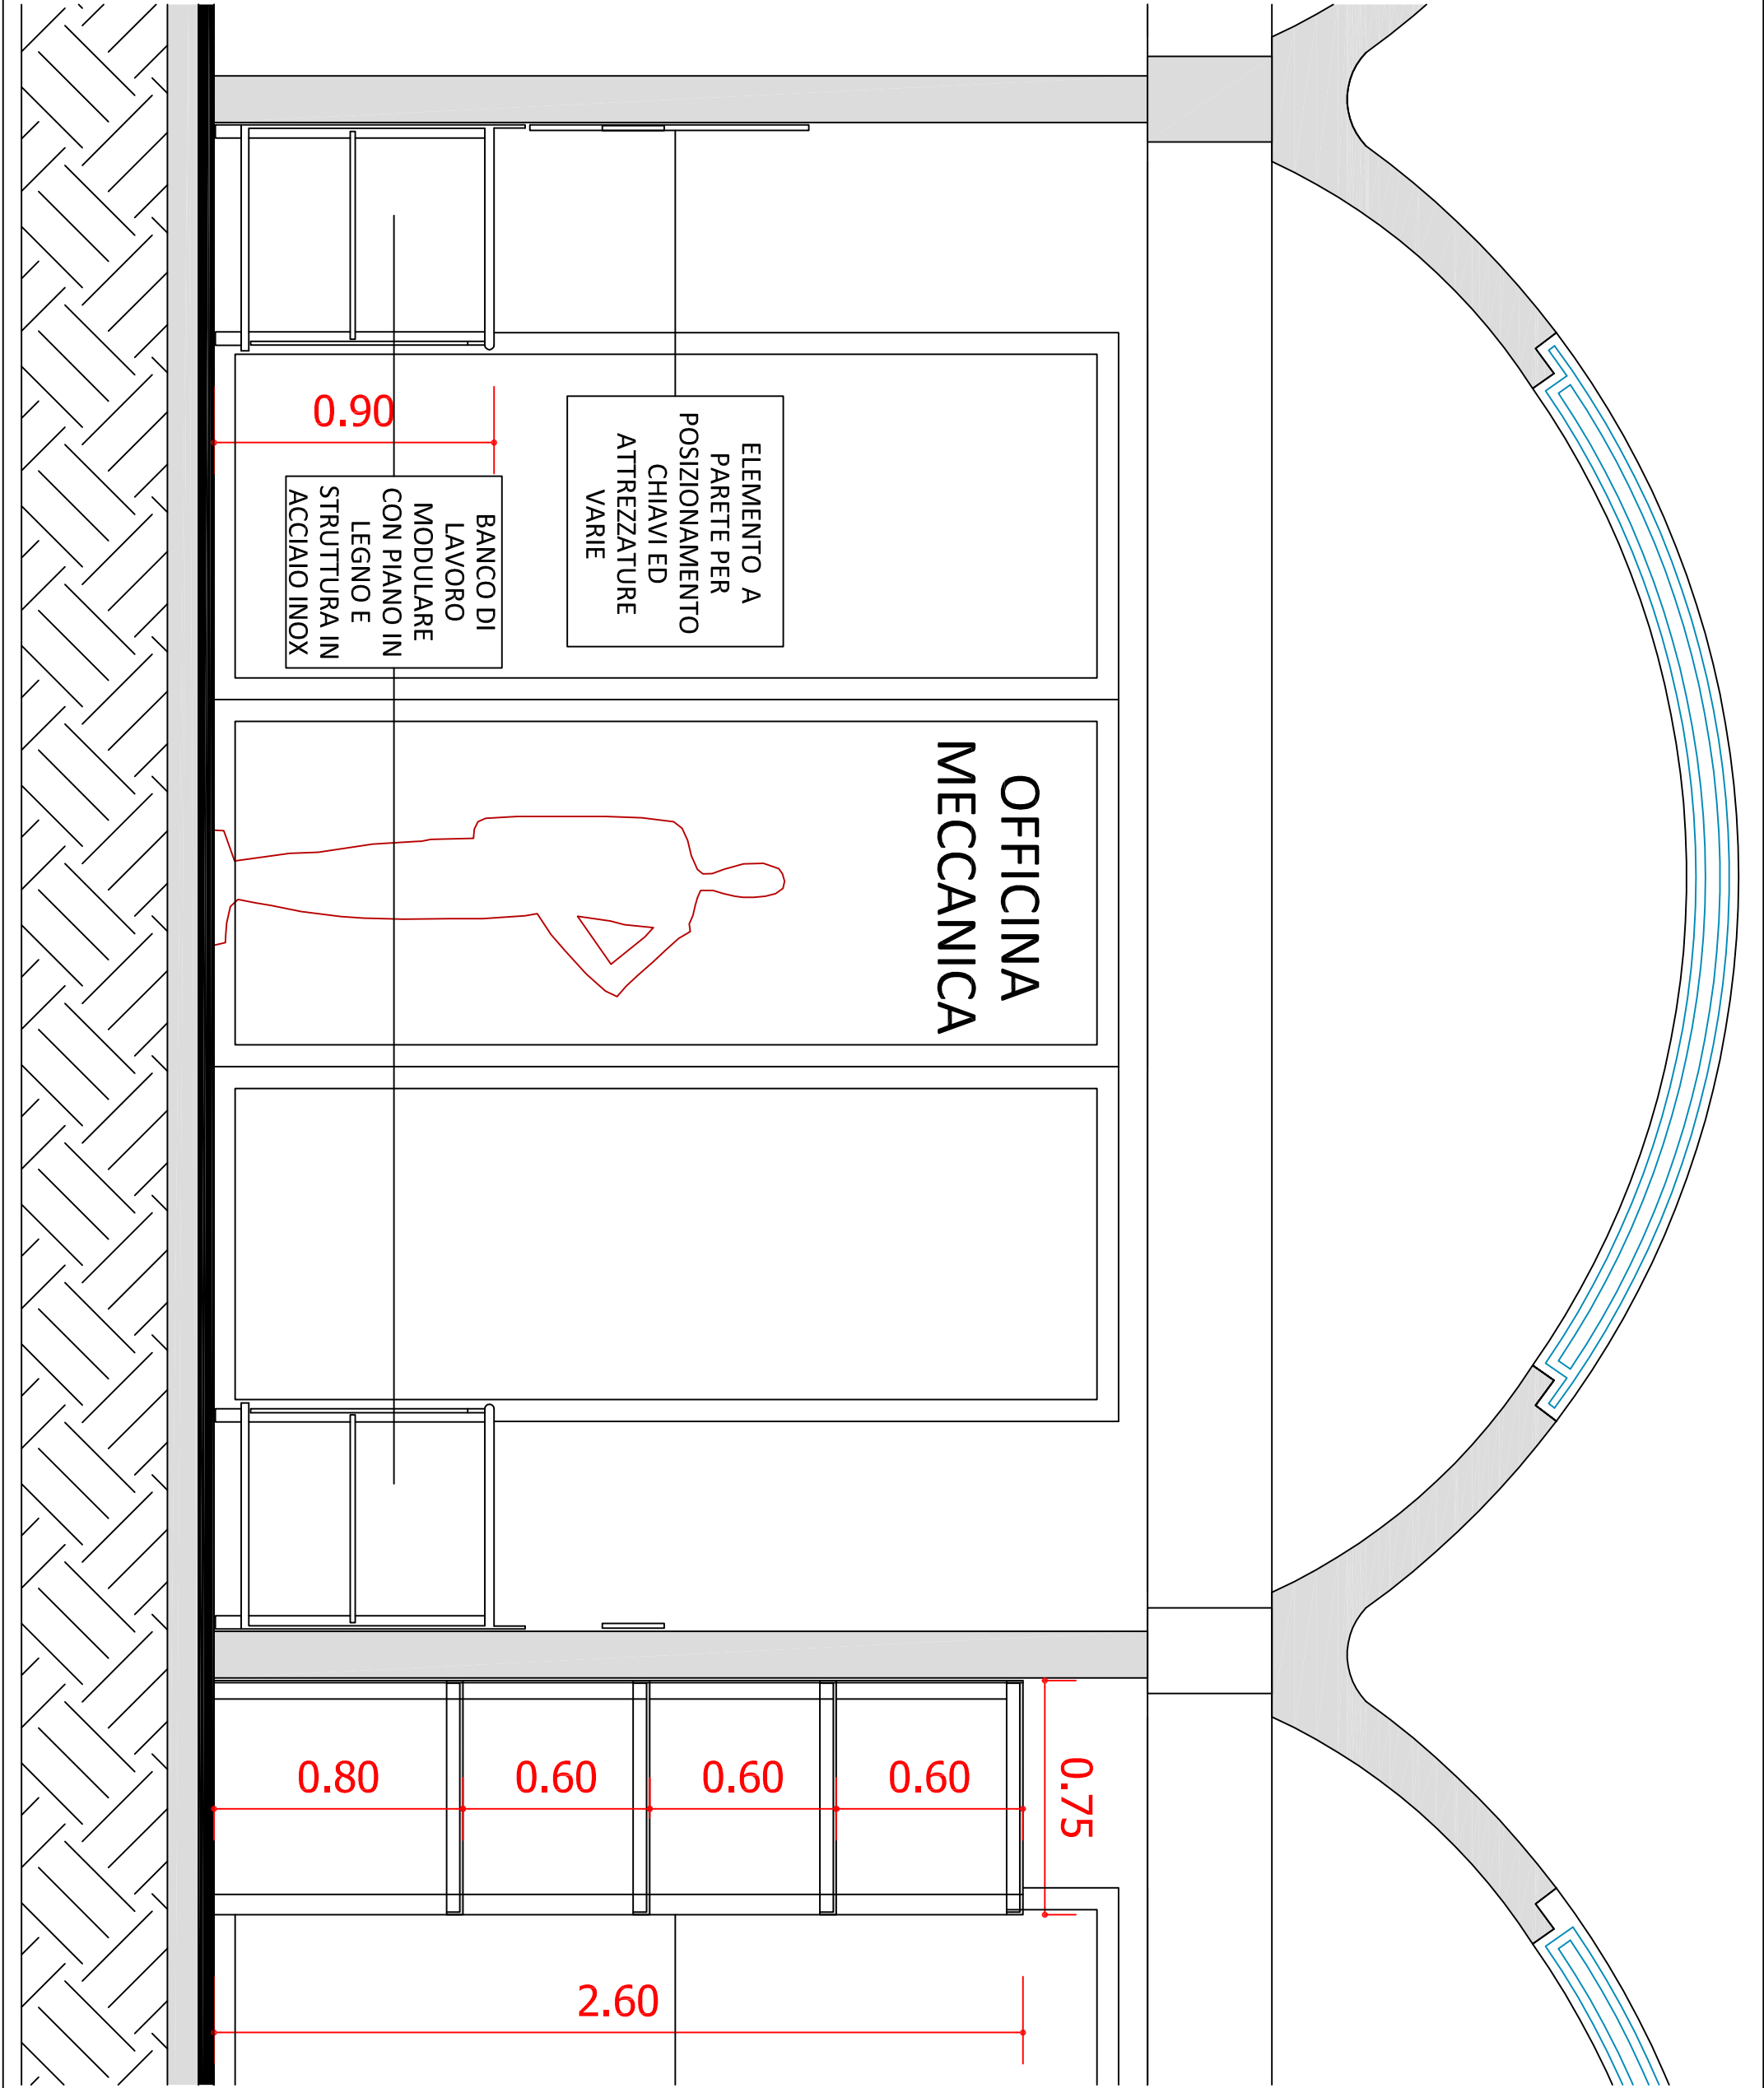 OFFICINA
MECCANICA
ELEMENTO A
PARETE PER
POSIZIONAMENTO
CHIAVI ED
ATTREZZATURE
VARIE
BANCO DI
LAVORO
MODULARE
CON PIANO IN
LEGNO E
STRUTTURA IN
ACCIAIO INOX
0.90
0.75
0.80
0.60
0.60
0.60
2.60